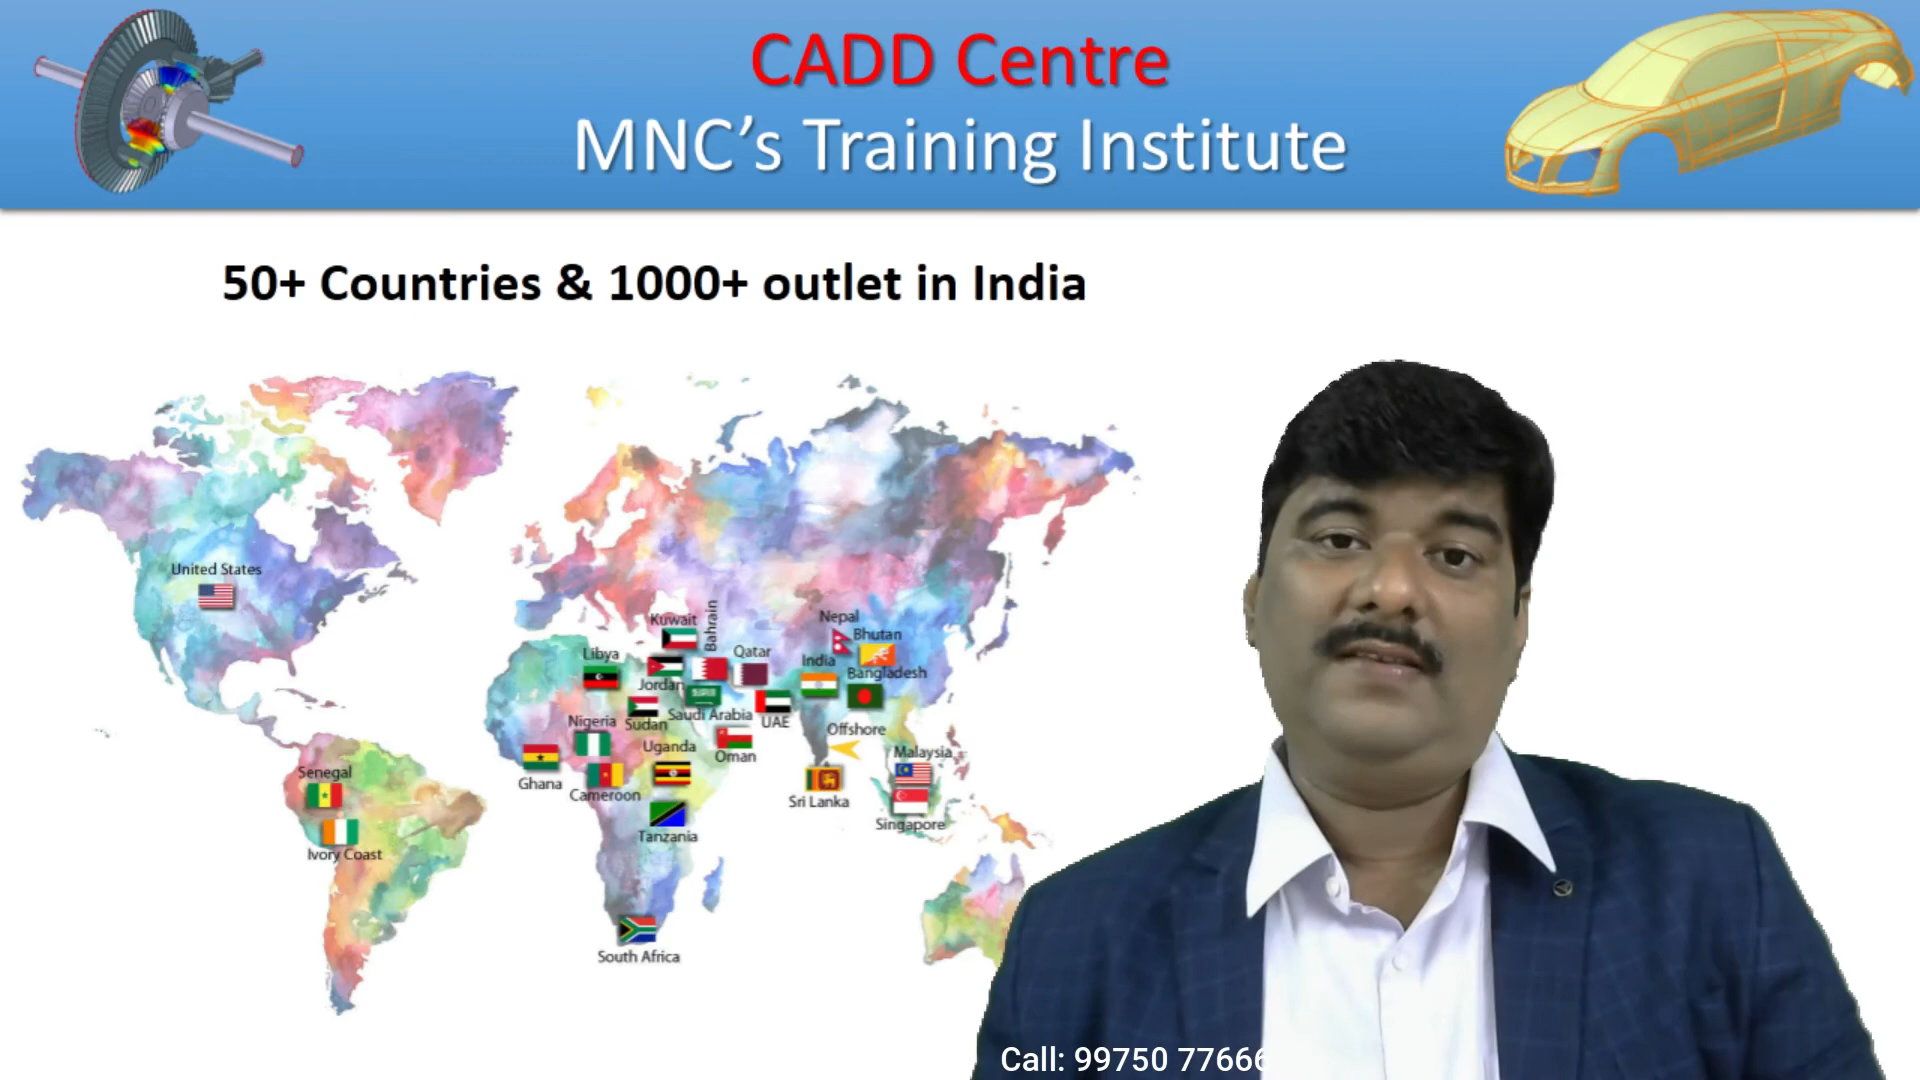 CADD Centre
MNC's Training Institute
50+ Countries & 1000+ outlet in India
United States
Kuwait
Bahrain
Nepal
Bhutan
Libya
Qatar
India
Jordan
Bangladesh
Nigeria
Sudan
Saudi Arabia
UAE
Offshore
Uganda
Oman
Malaysia
Senegal
Ghana
Cameroon
Sri Lanka
Singapore
Tanzania
Ivory Coast
South Africa
Call: 99750 77666